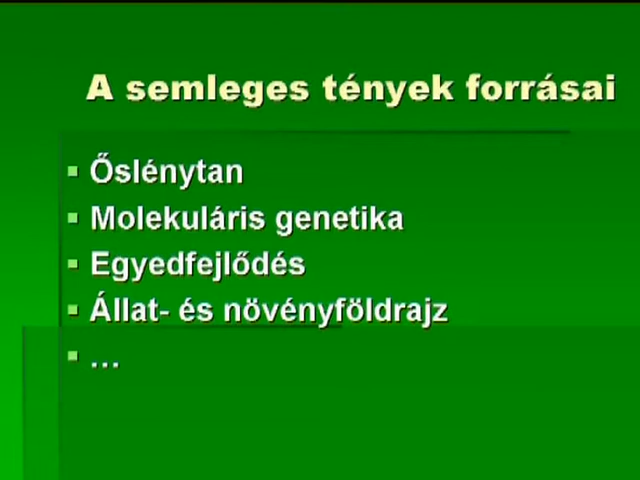 A semleges tények forrásai
Őslénytan
Molekuláris genetika
Egyedfejlődés
Állat- és növényföldrajz
…